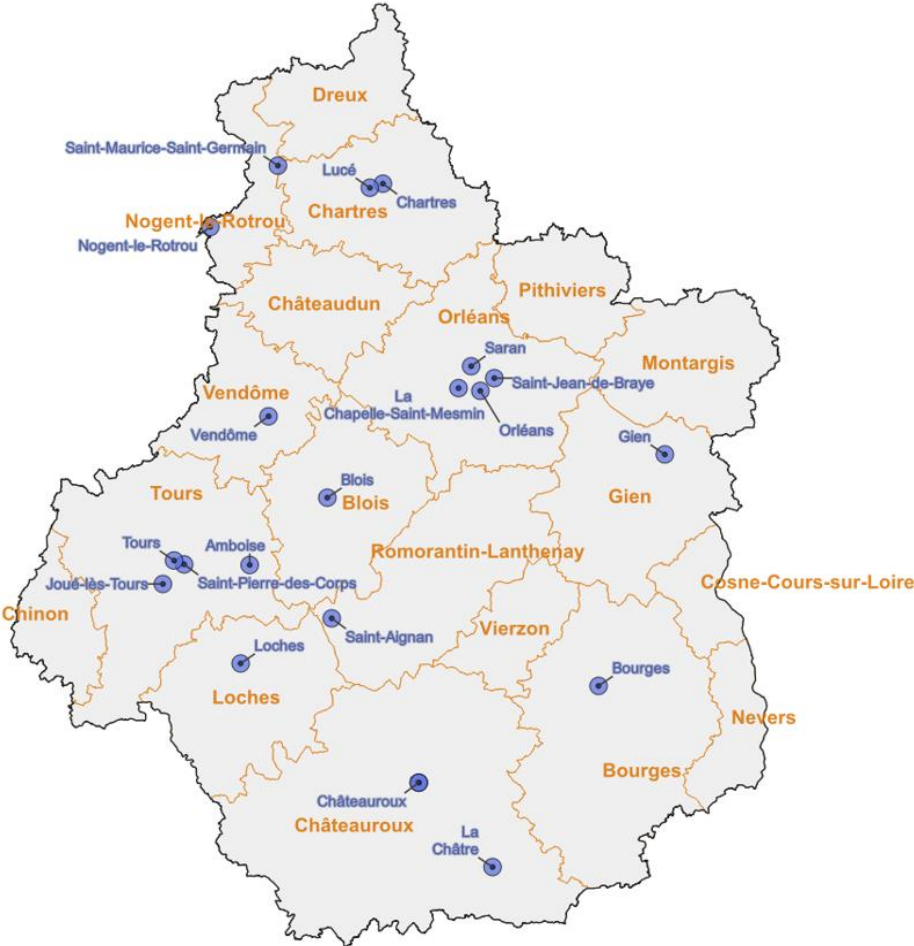 Dreux
Saint-Maurice-Saint-Germain
Lucé
Chartres
Chartres
Nogent-le-Rotrou
Nogent-le-Rotrou
Pithiviers
Châteaudun
Orléans
Saran
Montargis
Saint-Jean-de-Braye
Vendôme
La
Chapelle-Saint-Mesmin
Orléans
Vendôme
Gien
Blois
Tours
Gien
Blois
Tours
Amboise
Romorantin-Lanthenay
Joué-lès-Tours
Saint-Pierre-des-Corps
Cosne-Cours-sur-Loire
Chinon
Vierzon
Saint-Aignan
Loches
Bourges
Loches
Nevers
Bourges
Châteauroux
Châteauroux
La
Châtre